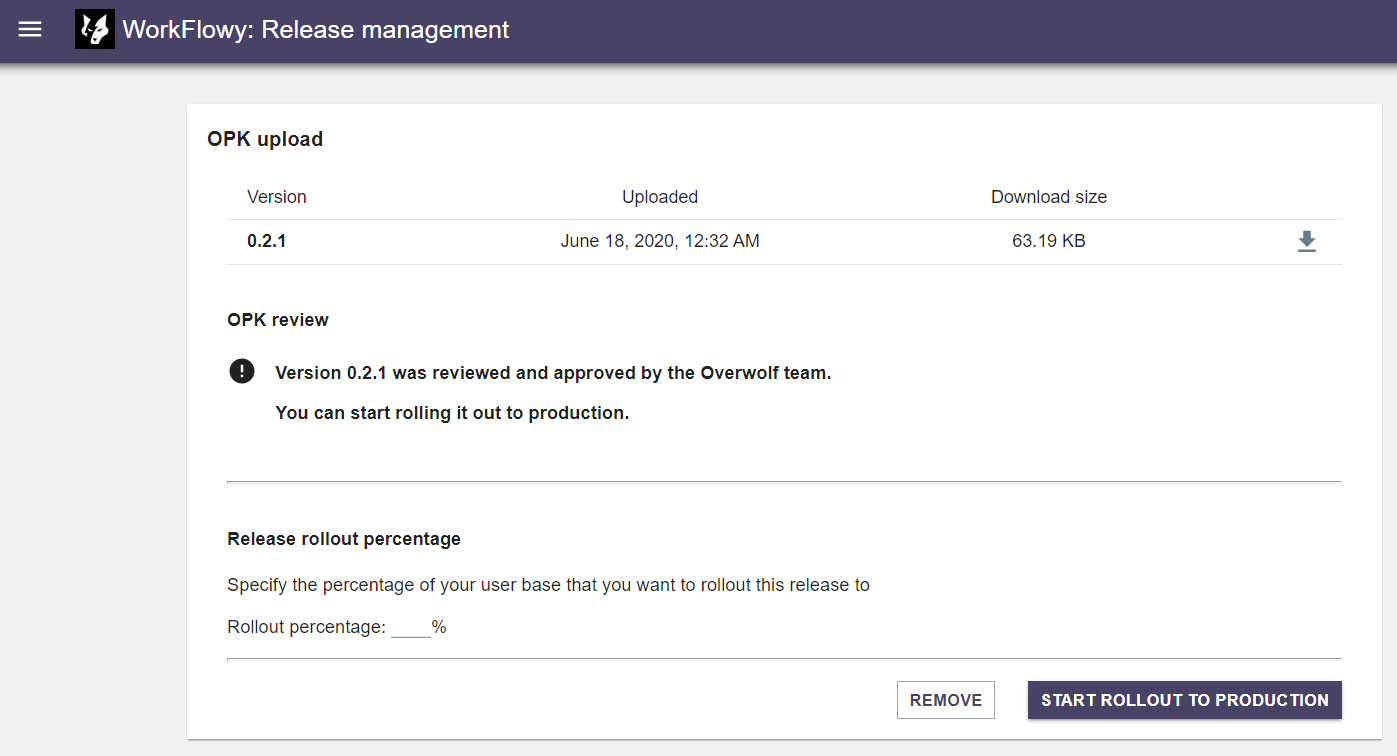 WorkFlowy: Release management
OPK upload
Version Uploaded Download size
0.2.1 June 18, 2020, 12:32 AM 63.19 KB
OPK review
Version 0.2.1 was reviewed and approved by the Overwolf team.
You can start rolling it out to production.
Release rollout percentage
Specify the percentage of your user base that you want to rollout this release to
Rollout percentage: ____%
REMOVE START ROLLOUT TO PRODUCTION